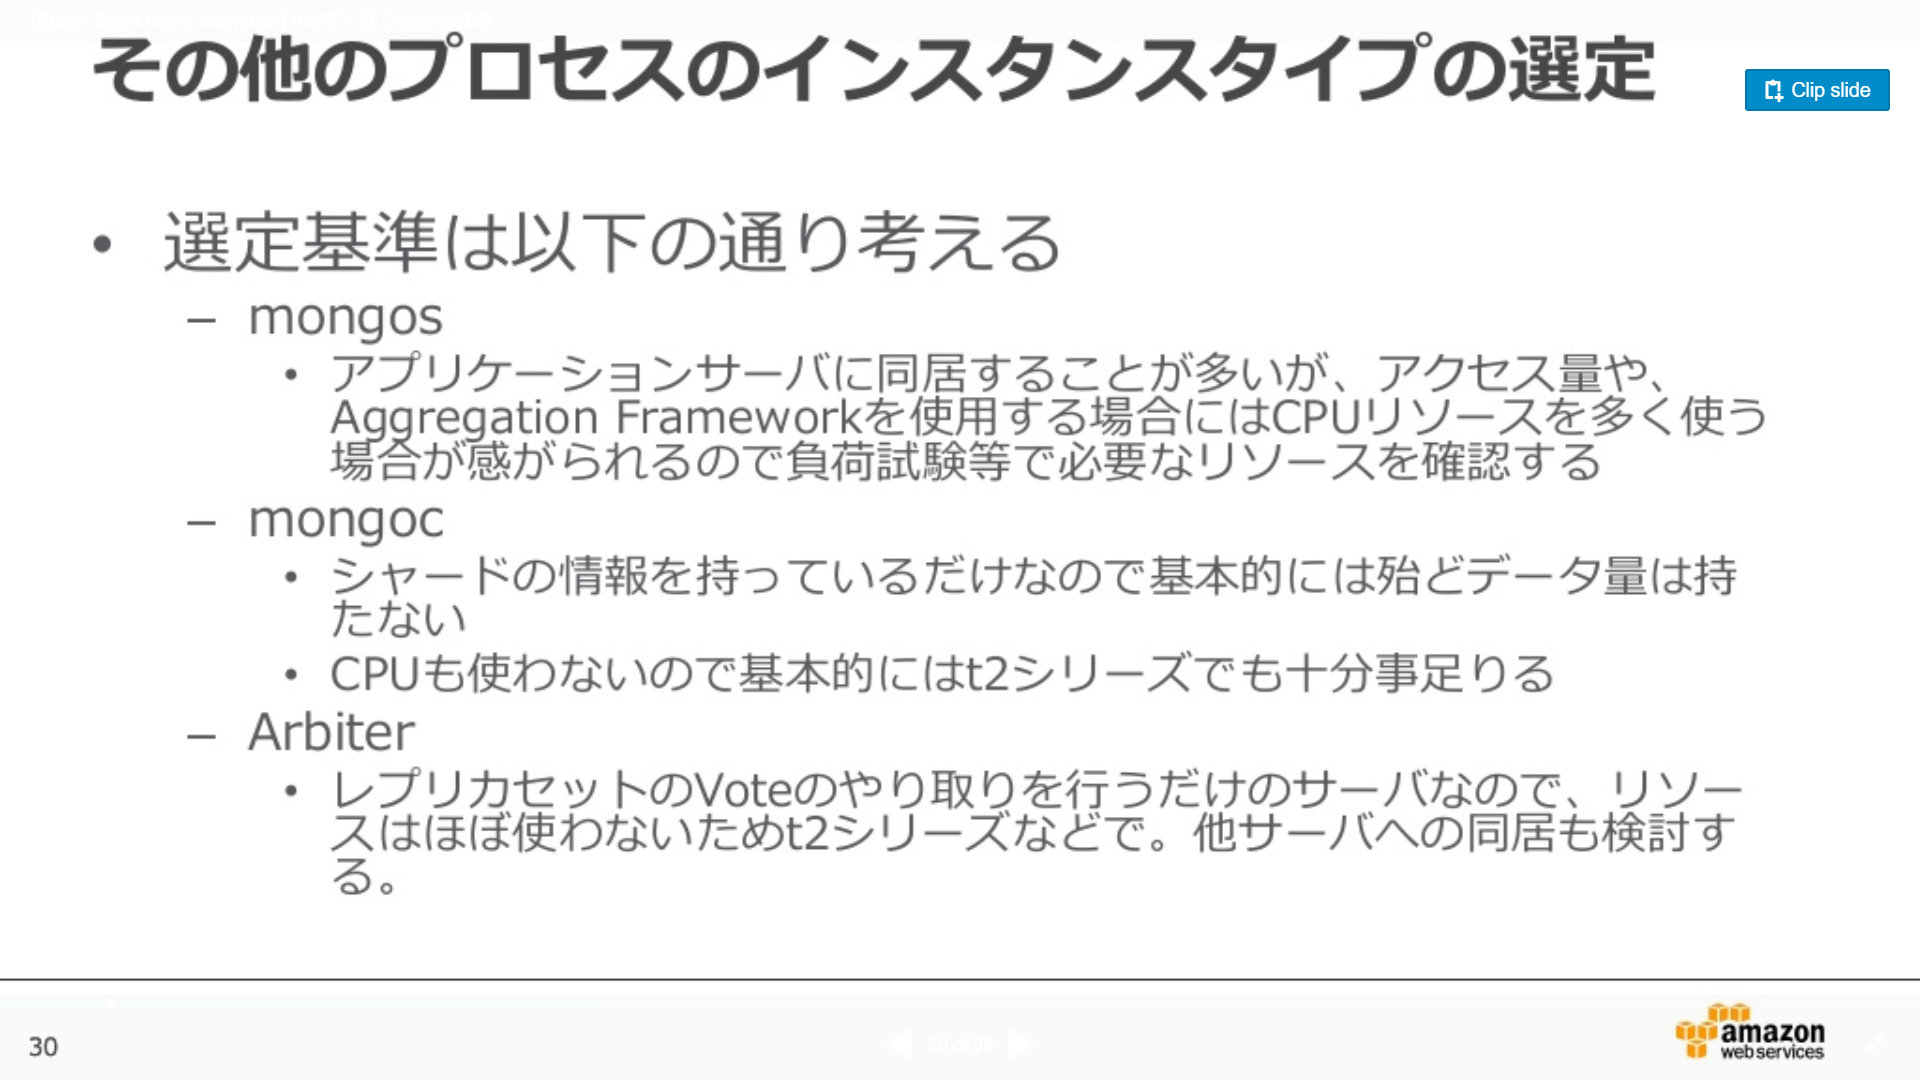 その他のプロセスのインスタンスタイプの選定
Clip slide
• 選定基準は以下の通り考える
– mongos
• アプリケーションサーバに同居することが多いが、アクセス量や、
Aggregation Frameworkを使用する場合にはCPUリソースを多く使う
場合が感がられるので負荷試験等で必要なリソースを確認する
– mongoc
• シャードの情報を持っているだけなので基本的には殆どデータ量は持
たない
• CPUも使わないので基本的にはt2シリーズでも十分事足りる
– Arbiter
• レプリカセットのVoteのやり取りを行うだけのサーバなので、リソー
スはほぼ使わないためt2シリーズなどで。他サーバへの同居も検討す
る。
30
30 of 96
amazon
web services